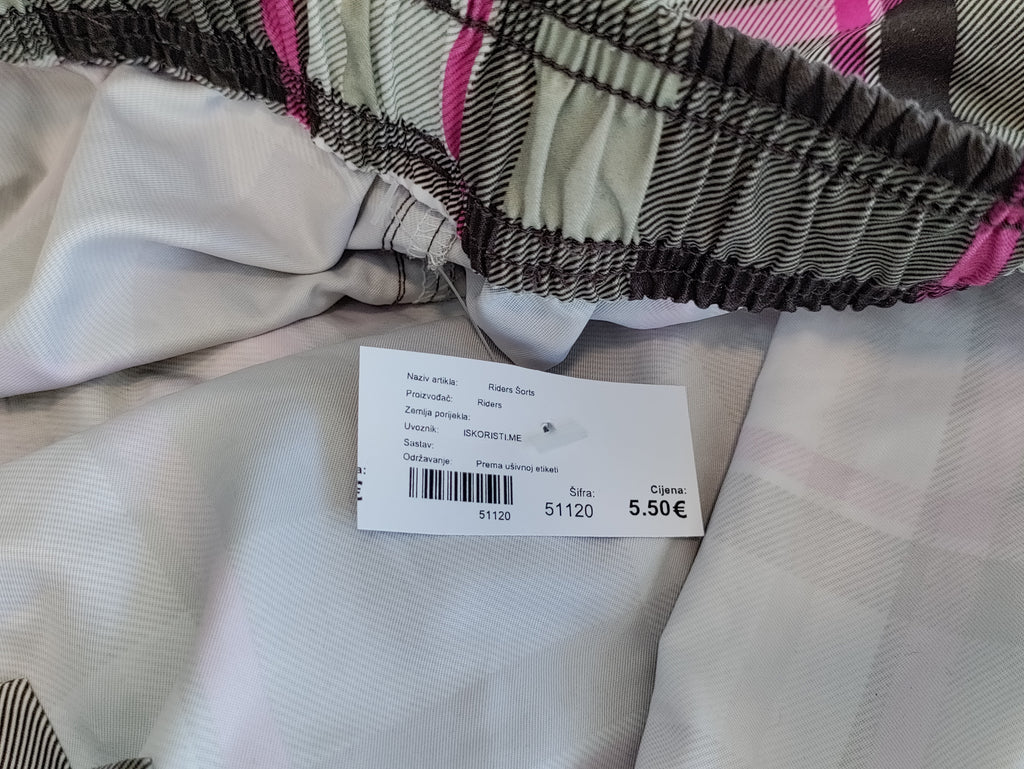 Naziv artikla: Riders Šorts
Proizvođač: Riders
Zemlja porijekla:
Uvoznik: ISKORISTI.ME
Sastav:
Održavanje: Prema ušivnoj etiketi
a:
€
Šifra:
Cijena:
51120
51120
5.50€